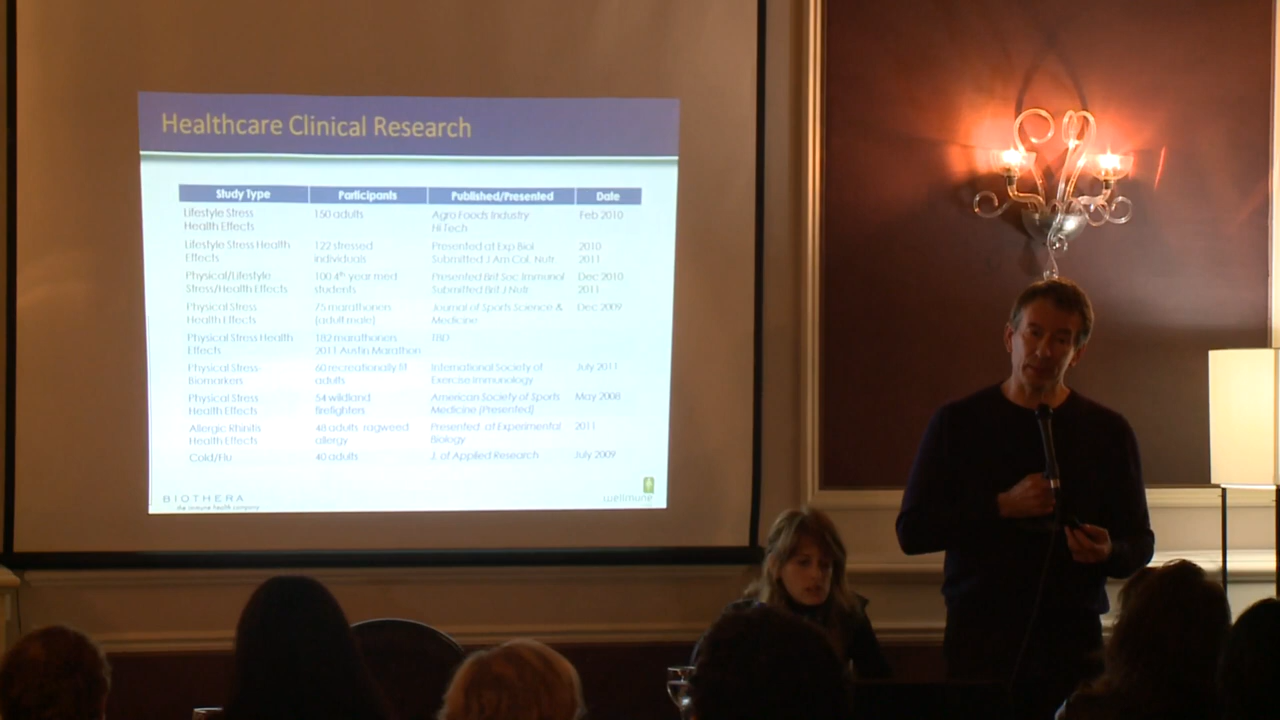 Healthcare Clinical Research
Study Type Participants Published/Presented Date
Lifestyle Stress 150 adults Agro Foods Industry Feb 2010
Health Effects Hi Tech
Lifestyle Stress Health 122 stressed Presented at Exp Biol 2010
Effects individuals Submitted J Am Col. Nutr. 2011
Physical/Lifestyle 100 4th year med Presented Brit Soc Immunol Dec 2010
Stress/Health Effects students Submitted Brit J Nutr 2011
Physical Stress 75 marathoners Journal of Sports Science & Dec 2009
Health Effects (adult male) Medicine
Physical Stress Health 182 marathoners TBD
Effects 2011 Austin Marathon
Physical Stress 60 recreationally fit International Society of July 2011
Biomarkers adults Exercise Immunology
Physical Stress 54 wildland American Society of Sports May 2008
Health Effects firefighters Medicine (Presented)
Allergic Rhinitis 48 adults ragweed Presented at Experimental 2011
Health Effects allergy Biology
Cold/Flu 40 adults J. of Applied Research July 2009
BIOTHERA wellmune
the immune health company